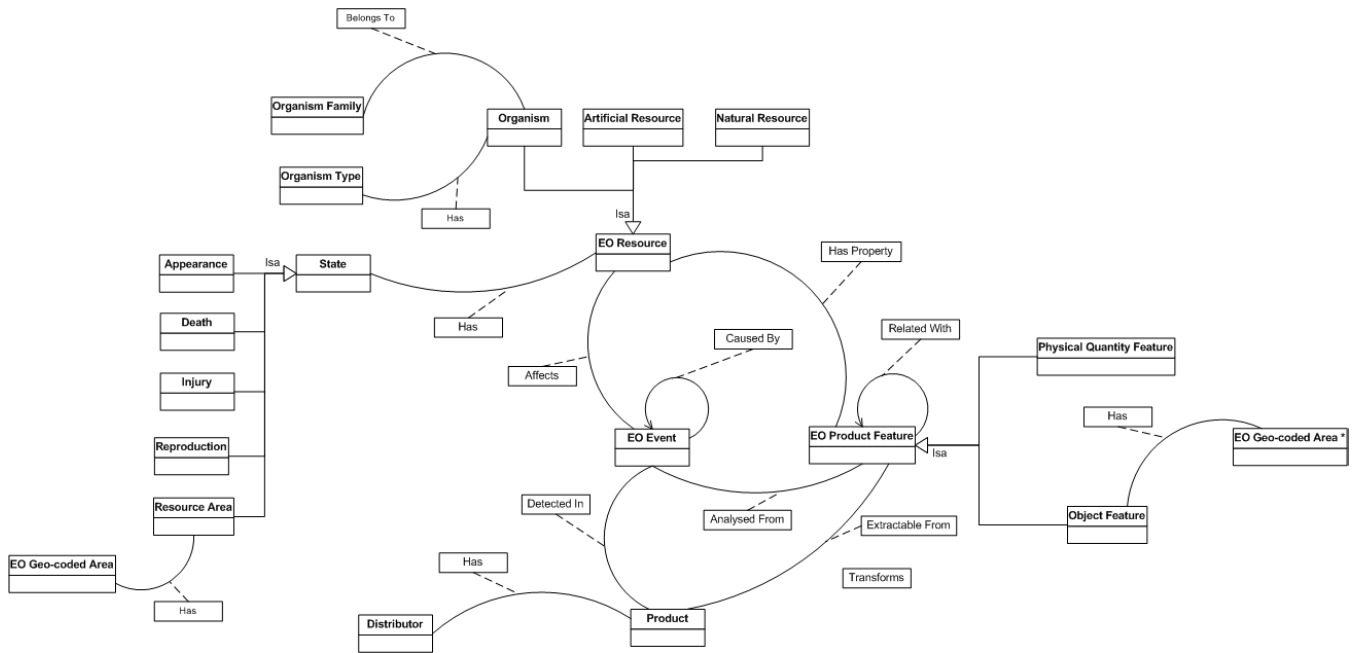 Belongs To
Organism Family
Organism
Artificial Resource
Natural Resource
Organism Type
Has
Isa
EO Resource
Has Property
Appearance
Isa
State
Has
Death
Caused By
Related With
Physical Quantity Feature
Affects
Injury
Has
EO Event
EO Product Feature
EO Geo-coded Area *
Reproduction
Isa
Detected In
Resource Area
Analysed From
Extractable From
Object Feature
EO Geo-coded Area
Has
Transforms
Has
Distributor
Product